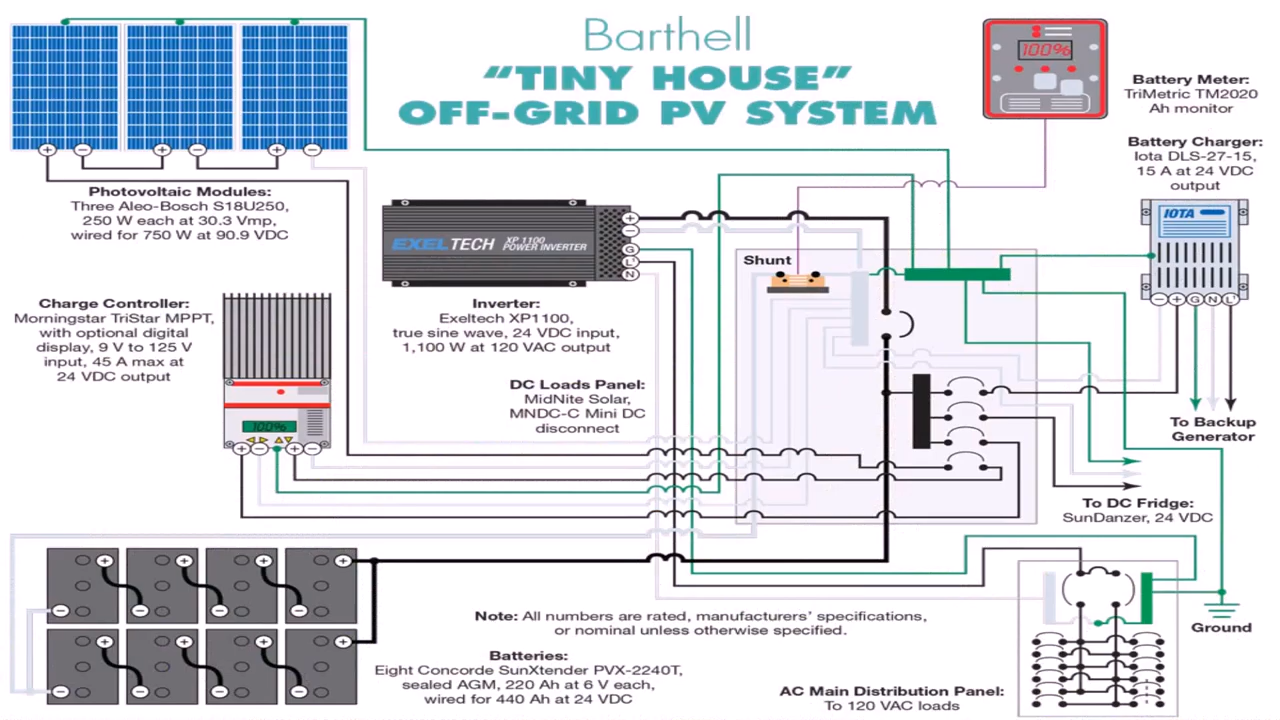 Barthell
“TINY HOUSE”
OFF-GRID PV SYSTEM
100%
Battery Meter:
TriMetric TM2020
Ah monitor
Battery Charger:
Iota DLS-27-15,
15 A at 24 VDC
output
IOTA
− + G N L¹
To Backup
Generator
+ − + − + −
Photovoltaic Modules:
Three Aleo-Bosch S18U250,
250 W each at 30.3 Vmp,
wired for 750 W at 90.9 VDC
EXELTECH XP 1100
POWER INVERTER
+
−
G
L¹
N
Inverter:
Exeltech XP1100,
true sine wave, 24 VDC input,
1,100 W at 120 VAC output
Shunt
Charge Controller:
Morningstar TriStar MPPT,
with optional digital
display, 9 V to 125 V
input, 45 A max at
24 VDC output
100%
+ − + −
DC Loads Panel:
MidNite Solar,
MNDC-C Mini DC
disconnect
To DC Fridge:
SunDanzer, 24 VDC
+ + + +
− − − −
+ + + +
− − − −
Note: All numbers are rated, manufacturers’ specifications,
or nominal unless otherwise specified.
Batteries:
Eight Concorde SunXtender PVX-2240T,
sealed AGM, 220 Ah at 6 V each,
wired for 440 Ah at 24 VDC
Ground
AC Main Distribution Panel:
To 120 VAC loads